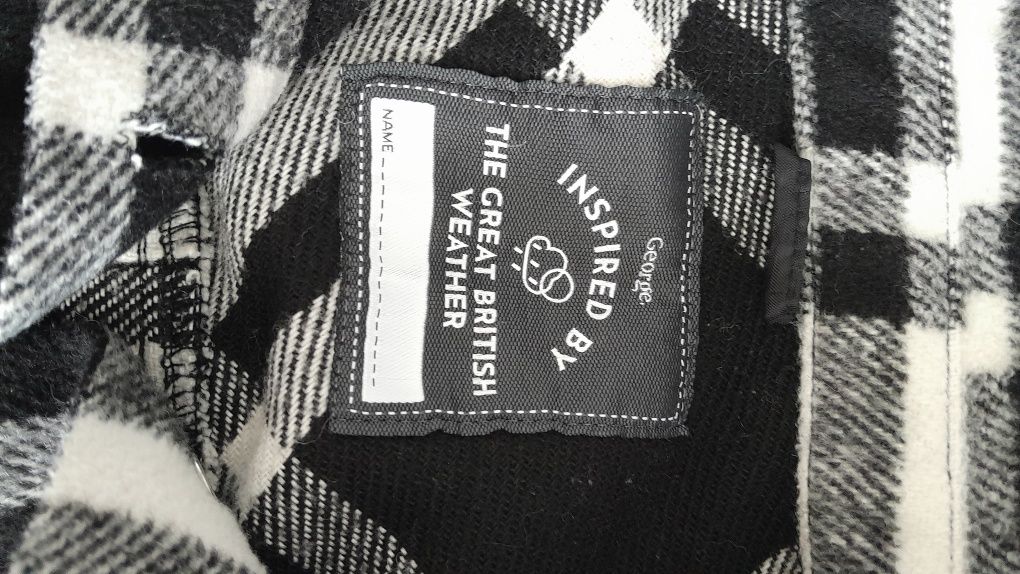 George.
INSPIRED BY
THE GREAT BRITISH
WEATHER
NAME